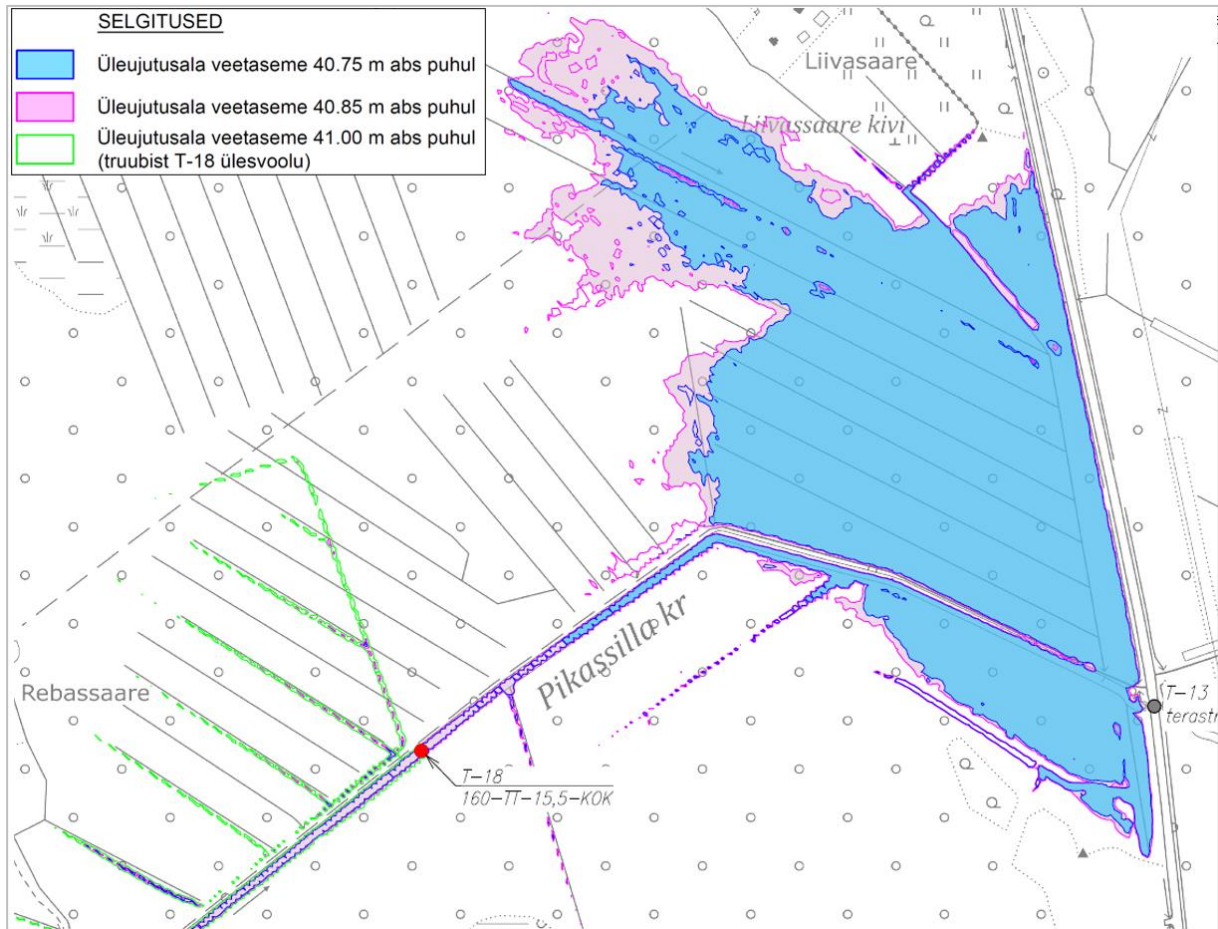 SELGITUSED
Üleujutusala veetaseme 40.75 m abs puhul
Üleujutusala veetaseme 40.85 m abs puhul
Üleujutusala veetaseme 41.00 m abs puhul
(truubist T-18 ülesvoolu)
Liivasaare
Liivassaare kivi
Pikassilla kr
Rebassaare
T-13
terastr
T-18
160-TT-15,5-KOK